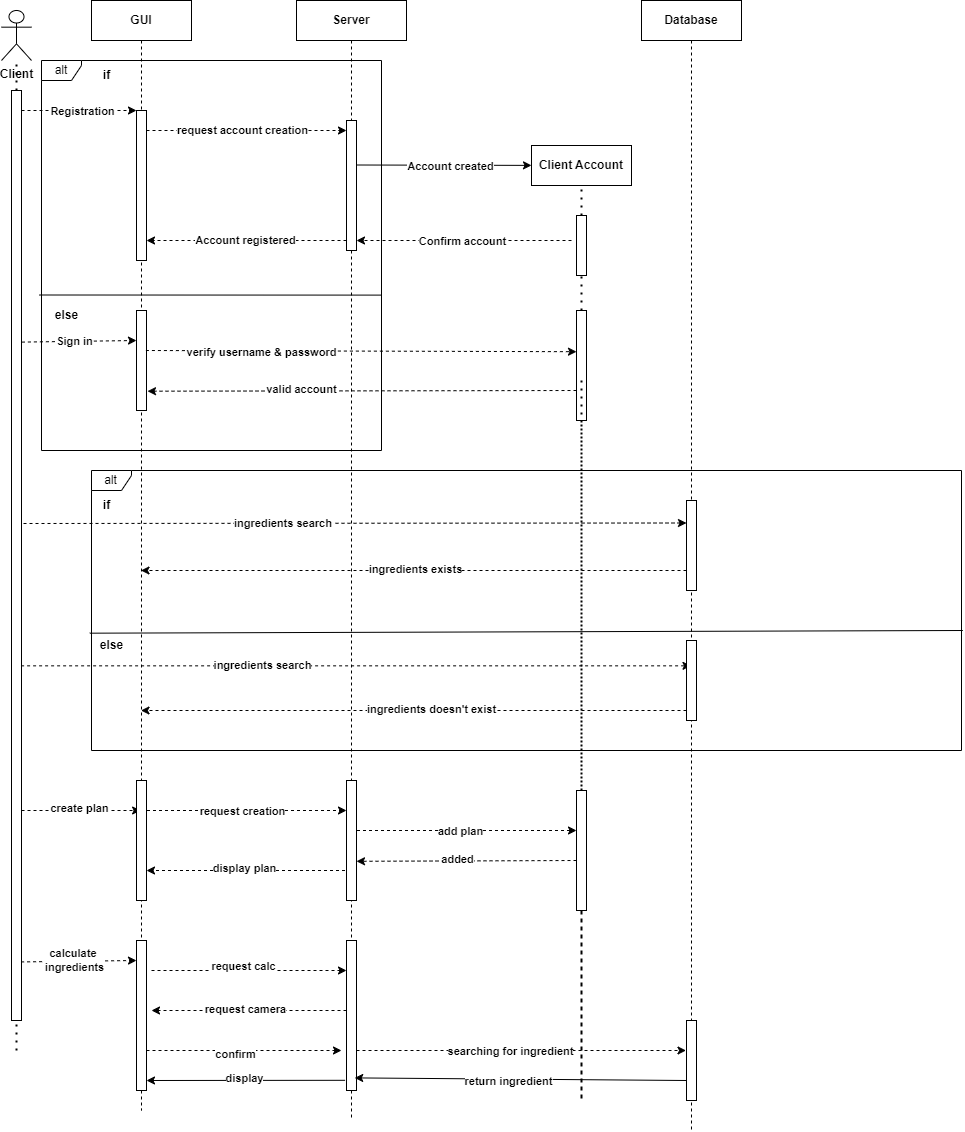 GUI
Server
Database
Client
alt
if
Registration
request account creation
Account created
Client Account
Account registered
Confirm account
else
Sign in
verify username & password
valid account
alt
if
ingredients search
ingredients exists
else
ingredients search
ingredients doesn't exist
create plan
request creation
add plan
added
display plan
calculate
ingredients
request calc
request camera
confirm
searching for ingredient
display
return ingredient